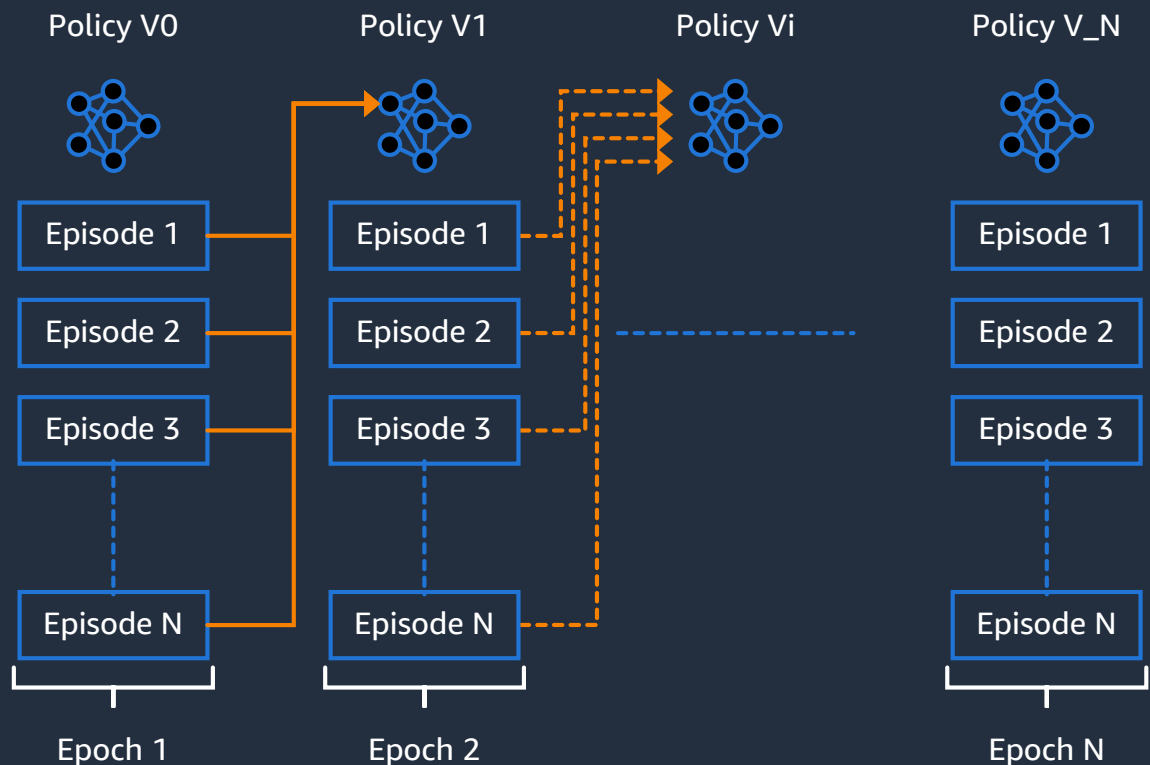 Policy V0
Policy V1
Policy Vi
Policy V_N
Episode 1
Episode 1
Episode 1
Episode 2
Episode 2
Episode 2
Episode 3
Episode 3
Episode 3
Episode N
Episode N
Episode N
Epoch 1
Epoch 2
Epoch N